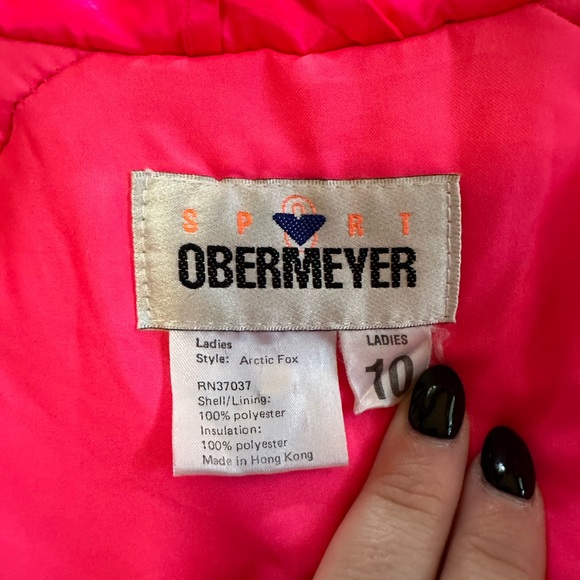 SPORT
OBERMEYER
Ladies
Style: Arctic Fox
RN37037
Shell/Lining:
100% polyester
Insulation:
100% polyester
Made in Hong Kong
LADIES
10